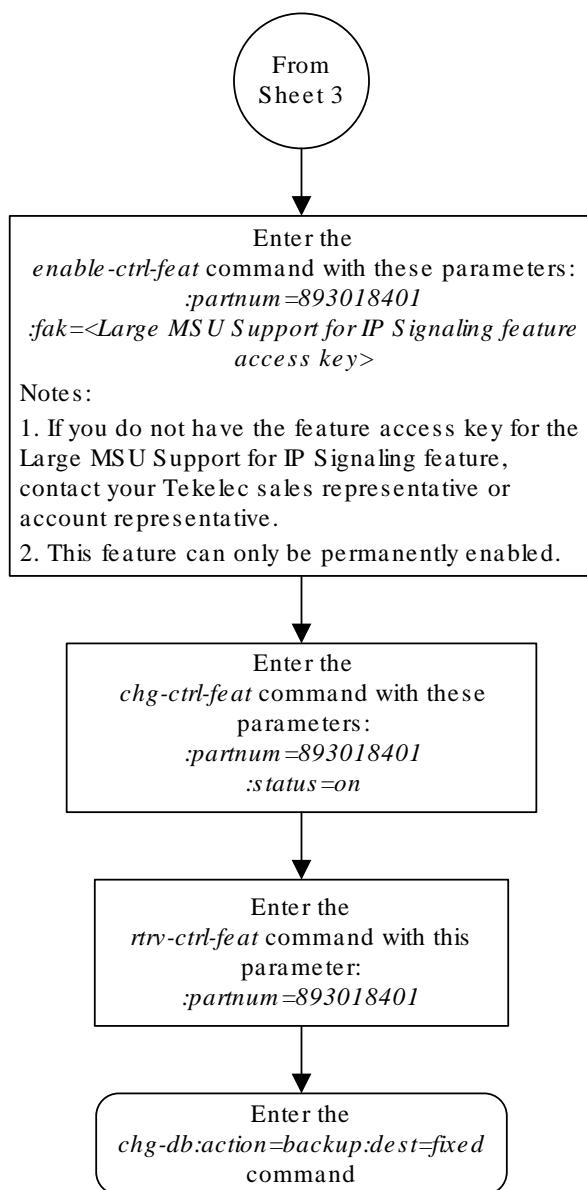 From
Sheet 3
Enter the
enable-ctrl-feat command with these parameters:
:partnum=893018401
:fak=<Large MSU Support for IP Signaling feature
access key>
Notes:
1. If you do not have the feature access key for the
Large MSU Support for IP Signaling feature,
contact your Tekelec sales representative or
account representative.
2. This feature can only be permanently enabled.
Enter the
chg-ctrl-feat command with these
parameters:
:partnum=893018401
:status=on
Enter the
rtrv-ctrl-feat command with this
parameter:
:partnum=893018401
Enter the
chg-db:action=backup:dest=fixed
command